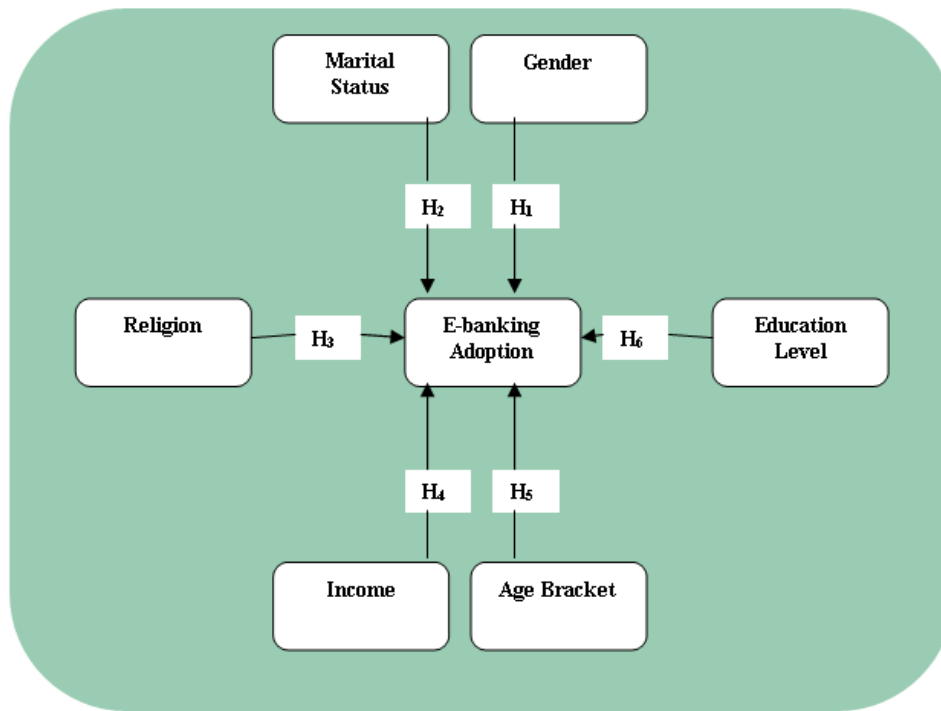 Marital
Status
Gender
H₂
H₁
Religion
H₃
E-banking
Adoption
H₆
Education
Level
H₄
H₅
Income
Age Bracket